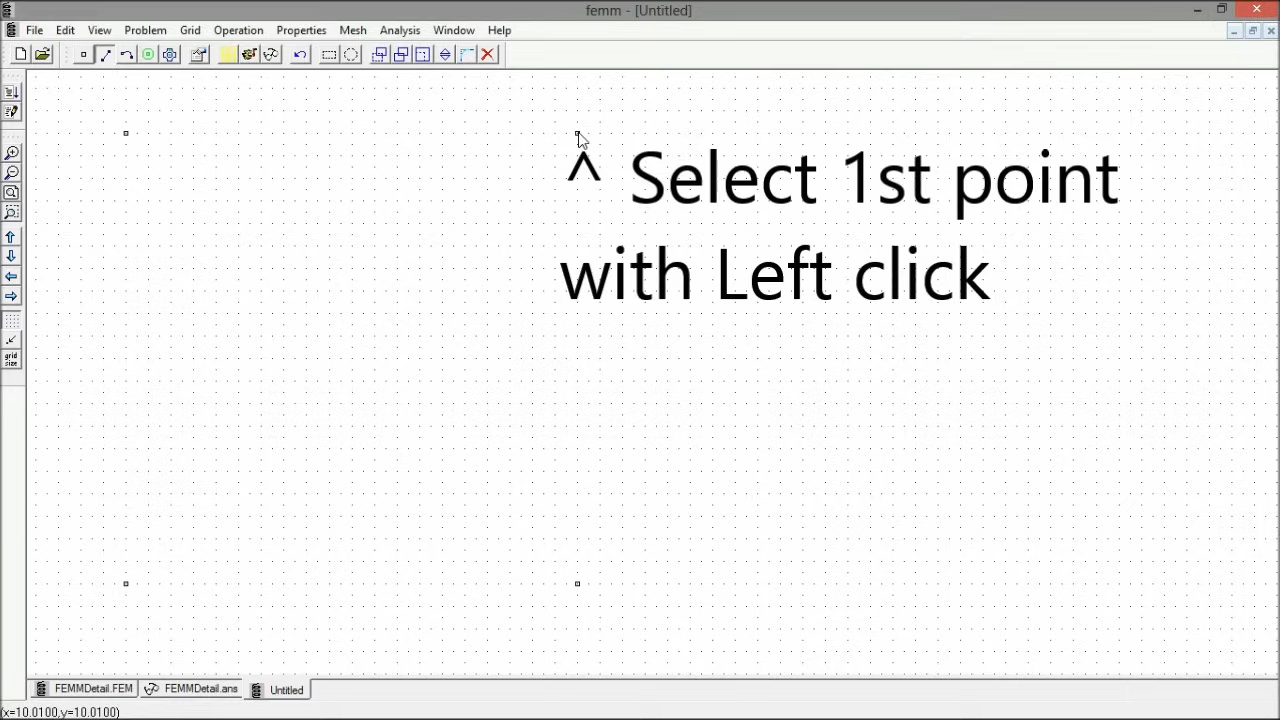 femm - [Untitled]
File Edit View Problem Grid Operation Properties Mesh Analysis Window Help
^ Select 1st point
with Left click
grid
size
FEMMDetail.FEM FEMMDetail.ans Untitled
(x=10.0100,y=10.0100)